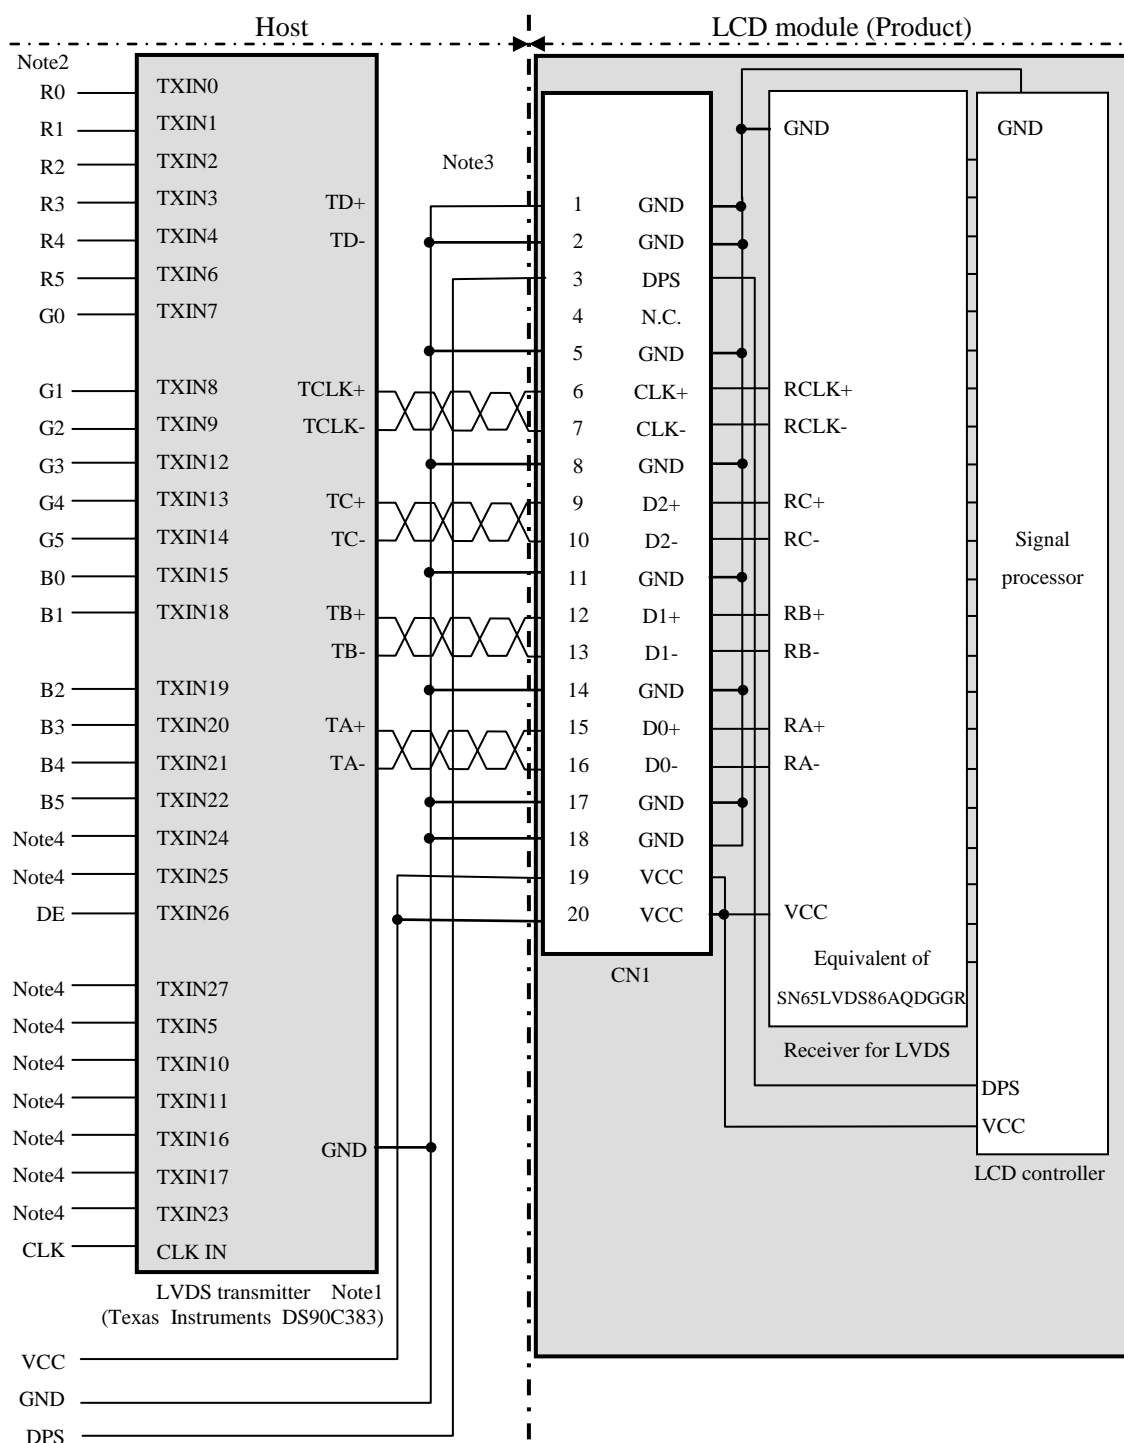 Host
LCD module (Product)
Note2
R0 TXIN0
R1 TXIN1
R2 TXIN2
R3 TXIN3 TD+
R4 TXIN4 TD-
R5 TXIN6
G0 TXIN7
G1 TXIN8 TCLK+
G2 TXIN9 TCLK-
G3 TXIN12
G4 TXIN13 TC+
G5 TXIN14 TC-
B0 TXIN15
B1 TXIN18 TB+
TB-
B2 TXIN19
B3 TXIN20 TA+
B4 TXIN21 TA-
B5 TXIN22
Note4 TXIN24
Note4 TXIN25
DE TXIN26
Note4 TXIN27
Note4 TXIN5
Note4 TXIN10
Note4 TXIN11
Note4 TXIN16 GND
Note4 TXIN17
Note4 TXIN23
CLK CLK IN
LVDS transmitter Note1
(Texas Instruments DS90C383)
VCC
GND
DPS
Note3
1 GND
2 GND
3 DPS
4 N.C.
5 GND
6 CLK+
7 CLK-
8 GND
9 D2+
10 D2-
11 GND
12 D1+
13 D1-
14 GND
15 D0+
16 D0-
17 GND
18 GND
19 VCC
20 VCC
CN1
GND
RCLK+
RCLK-
RC+
RC-
RB+
RB-
RA+
RA-
VCC
Equivalent of
SN65LVDS86AQDGGR
Receiver for LVDS
GND
Signal
processor
DPS
VCC
LCD controller